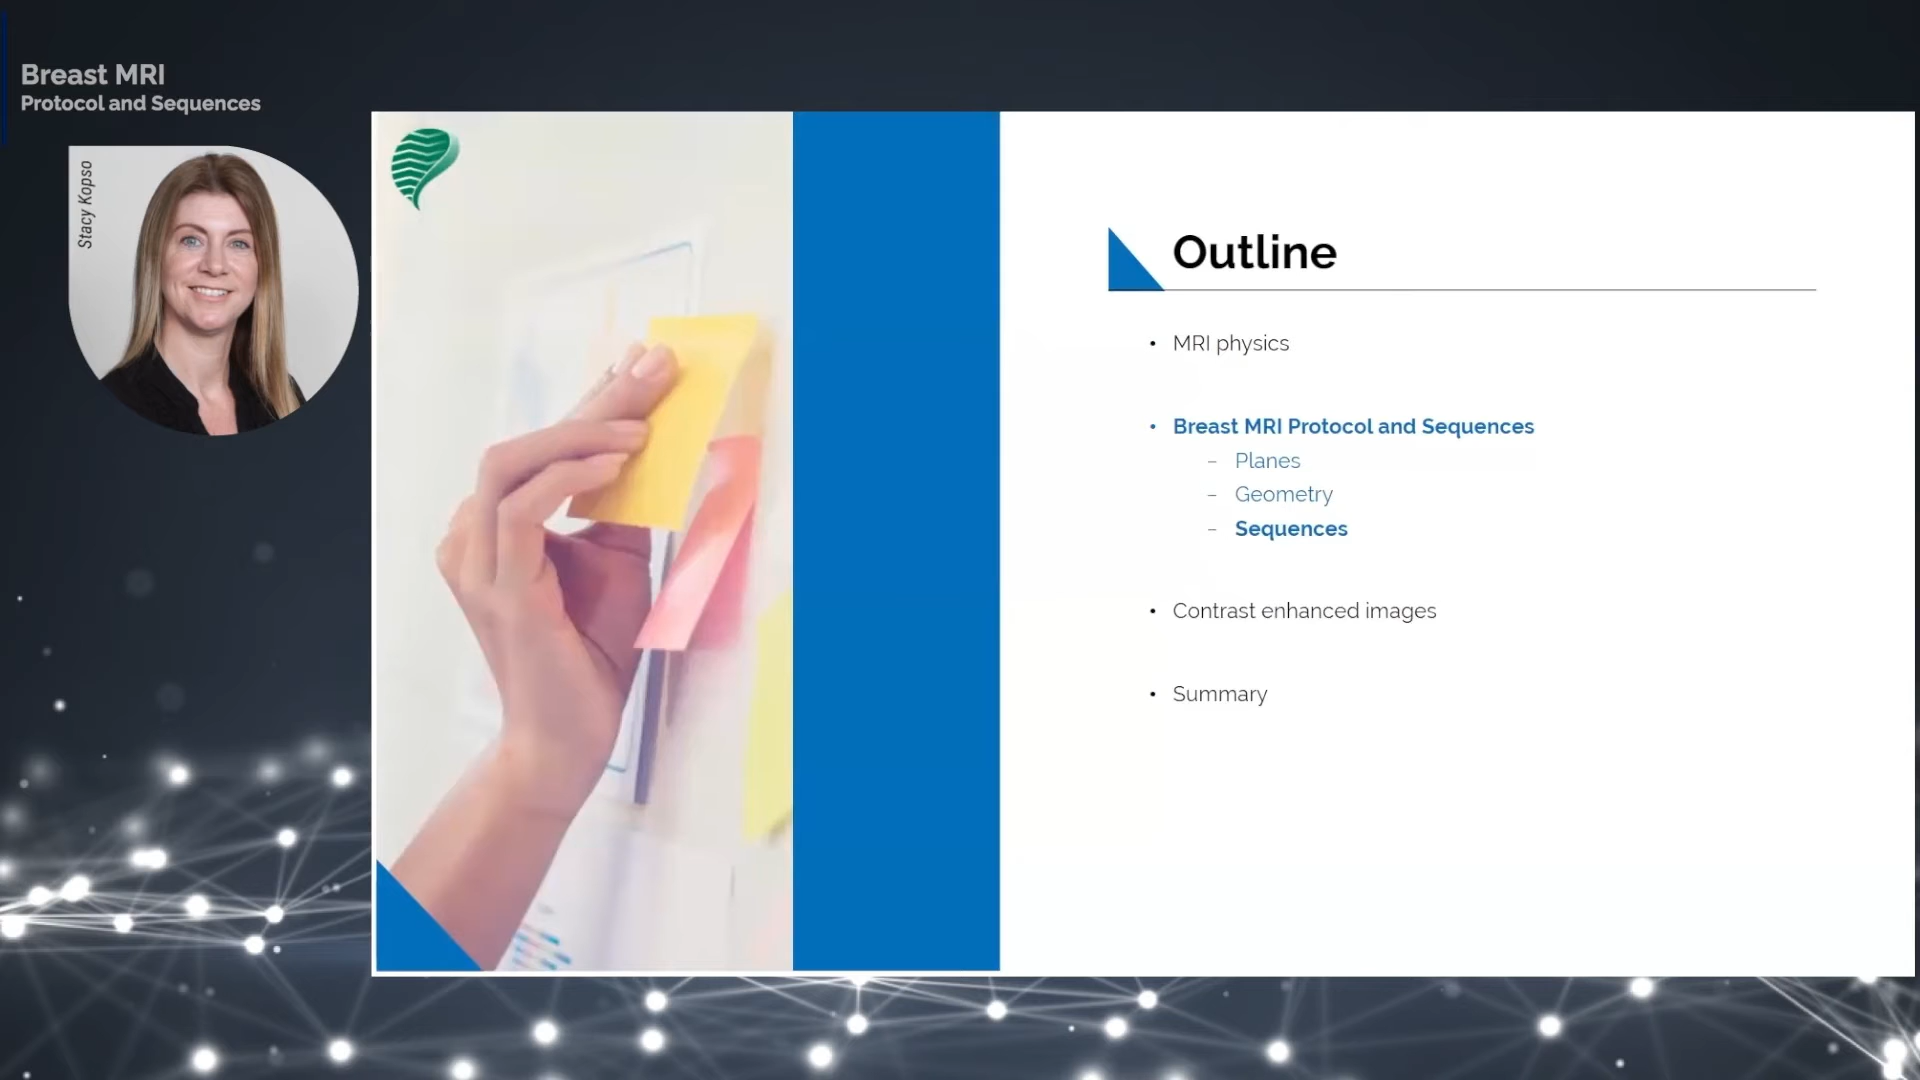 Breast MRI
Protocol and Sequences
Stacy Kopso
Outline
• MRI physics
• Breast MRI Protocol and Sequences
– Planes
– Geometry
– Sequences
• Contrast enhanced images
• Summary